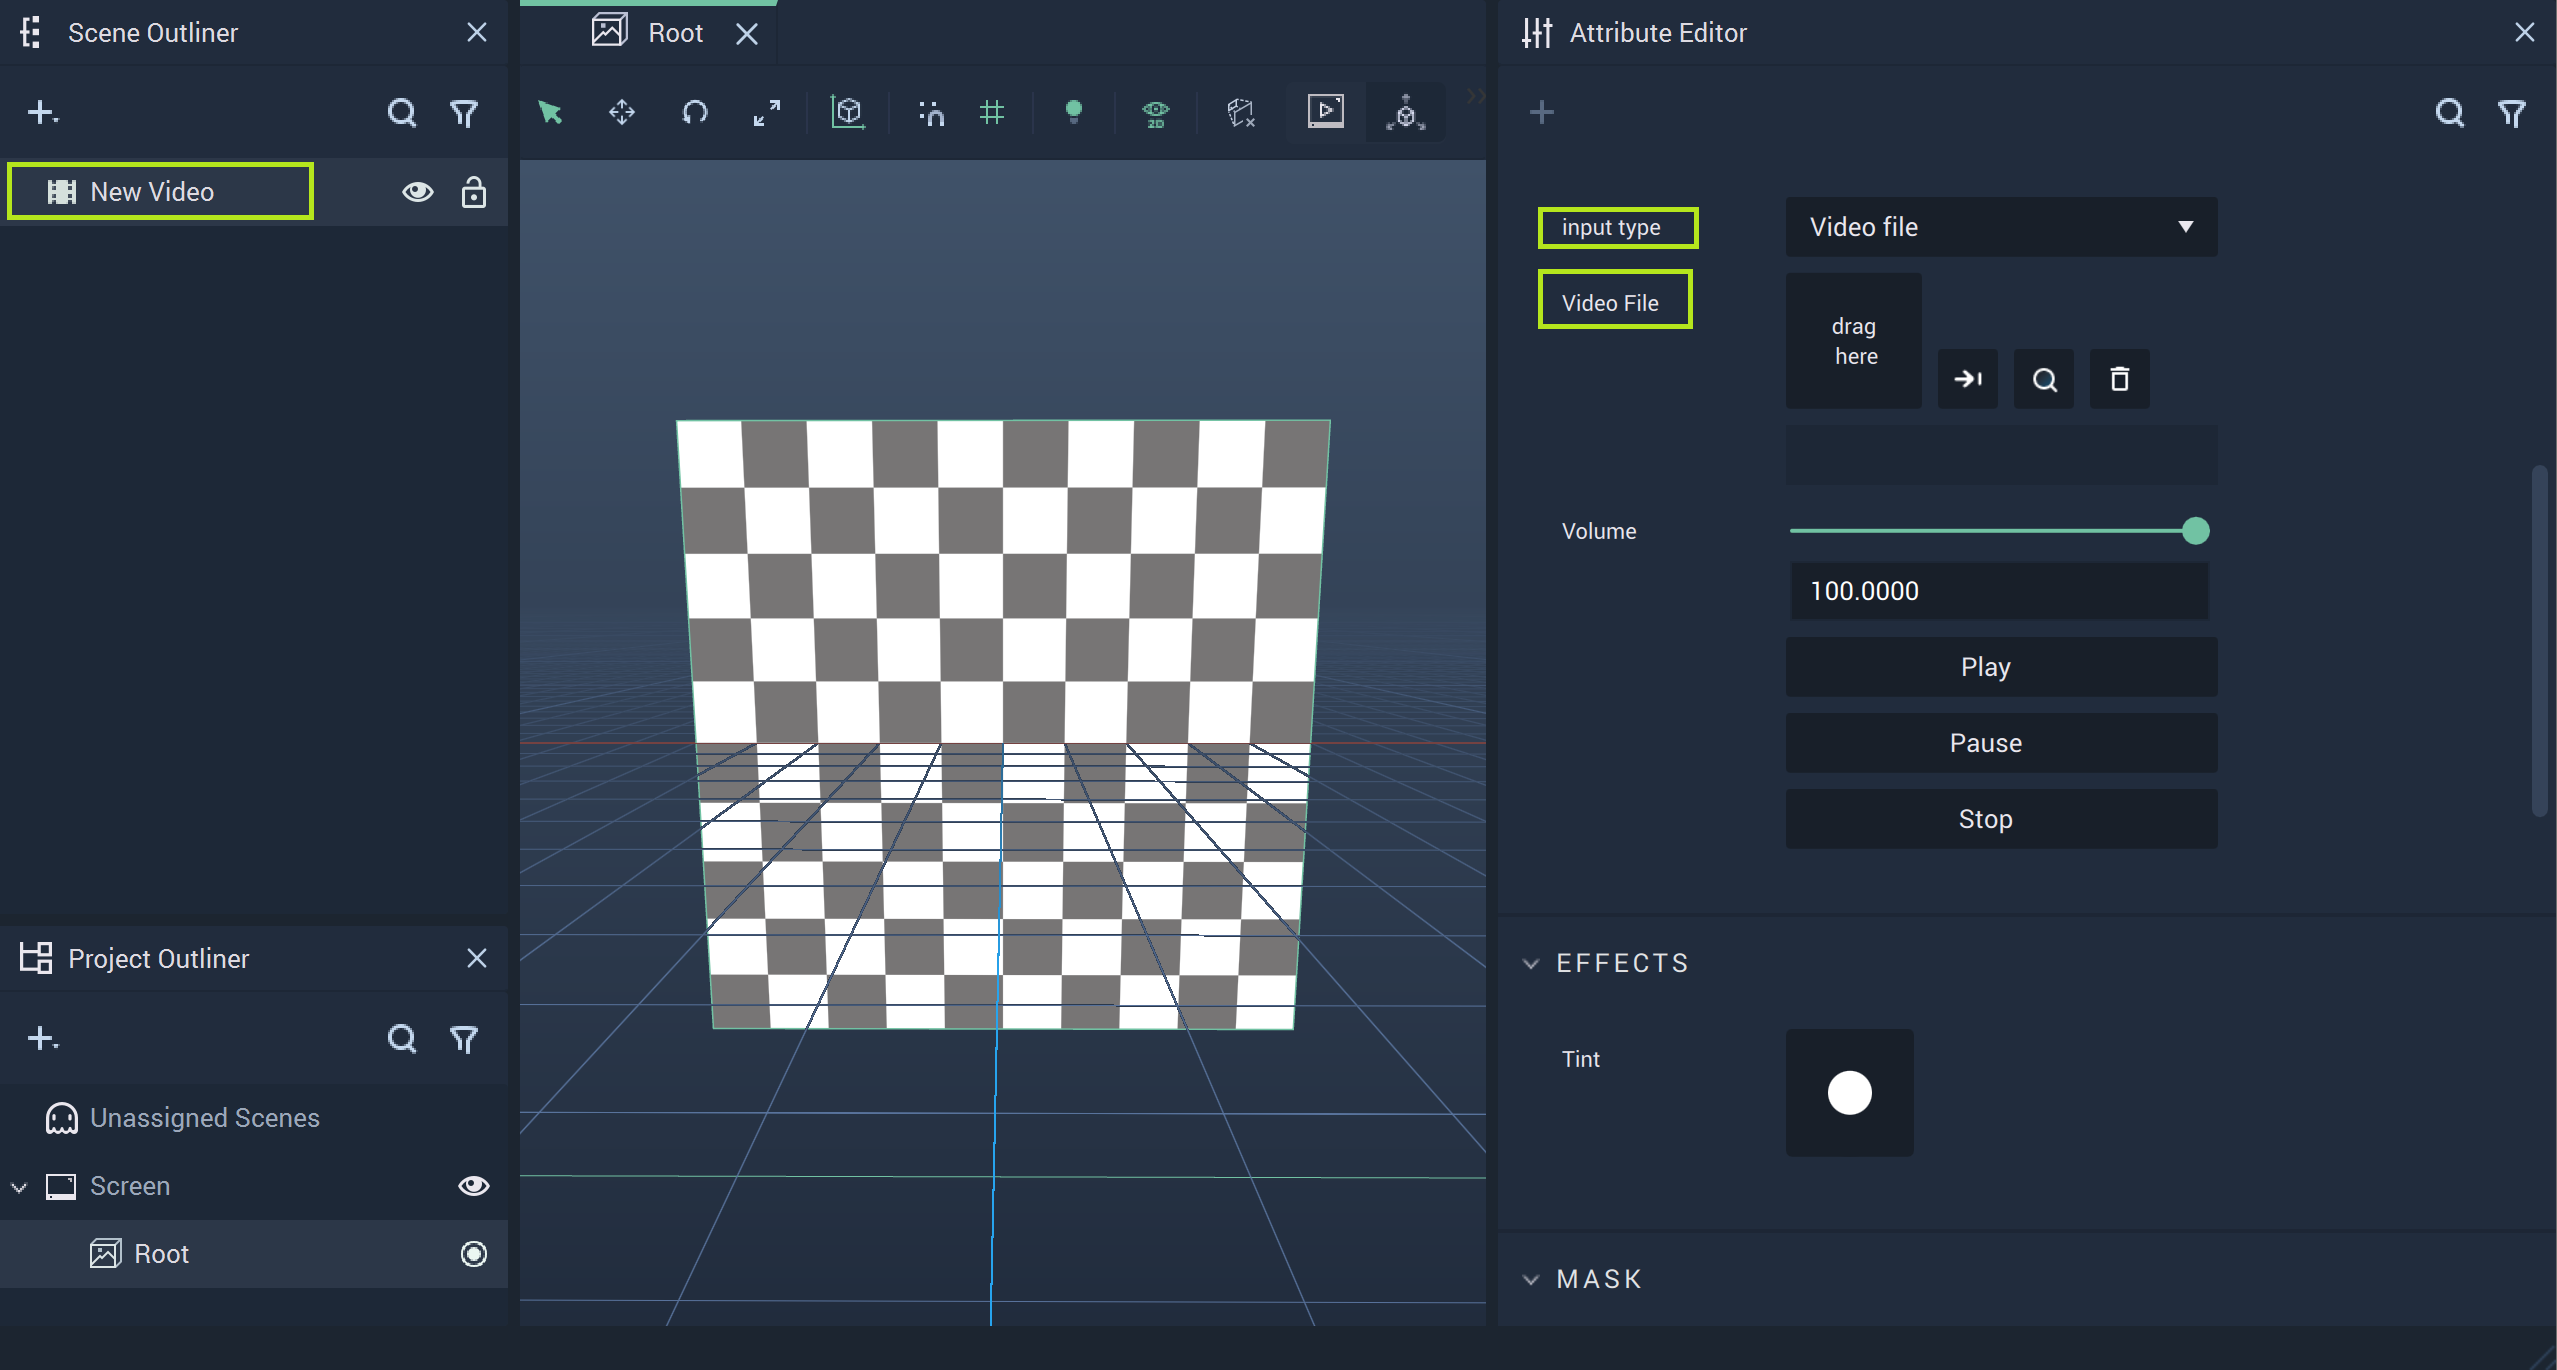 Scene Outliner
New Video
Project Outliner
Unassigned Scenes
Screen
Root
Root
2D
Attribute Editor
input type
Video file
Video File
drag
here
Volume
100.0000
Play
Pause
Stop
EFFECTS
Tint
MASK